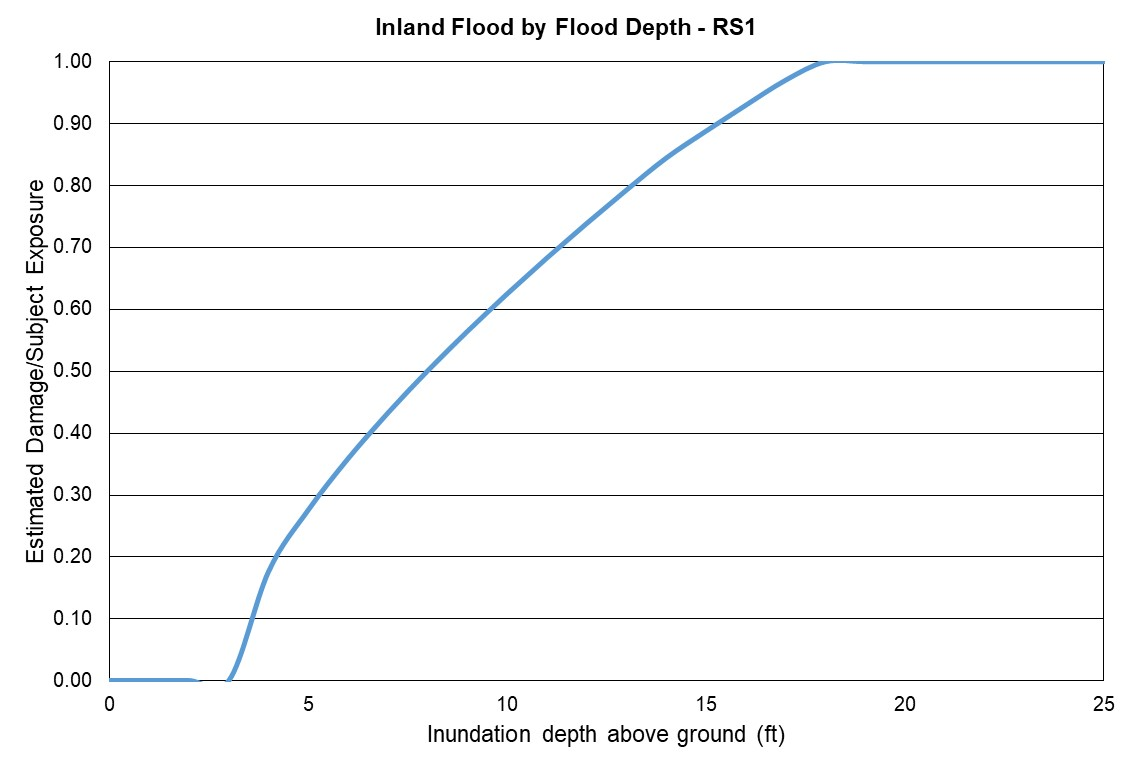 Inland Flood by Flood Depth - RS1
1.00
0.90
0.80
0.70
0.60
0.50
0.40
0.30
0.20
0.10
0.00
Estimated Damage/Subject Exposure
0 5 10 15 20 25
Inundation depth above ground (ft)